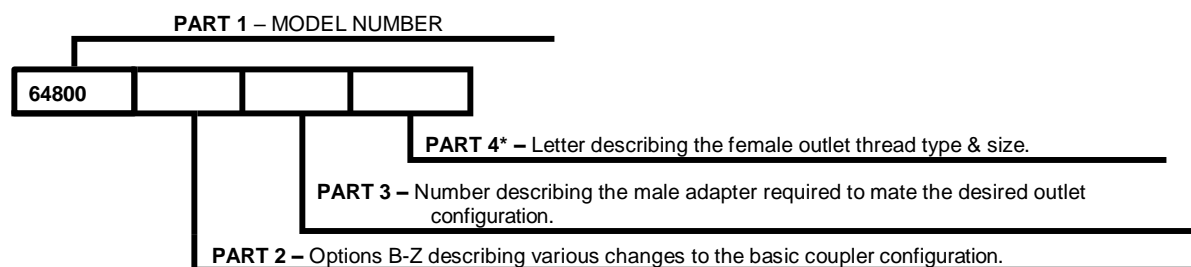 PART 1 – MODEL NUMBER
64800
PART 4* – Letter describing the female outlet thread type & size.
PART 3 – Number describing the male adapter required to mate the desired outlet
configuration.
PART 2 – Options B-Z describing various changes to the basic coupler configuration.